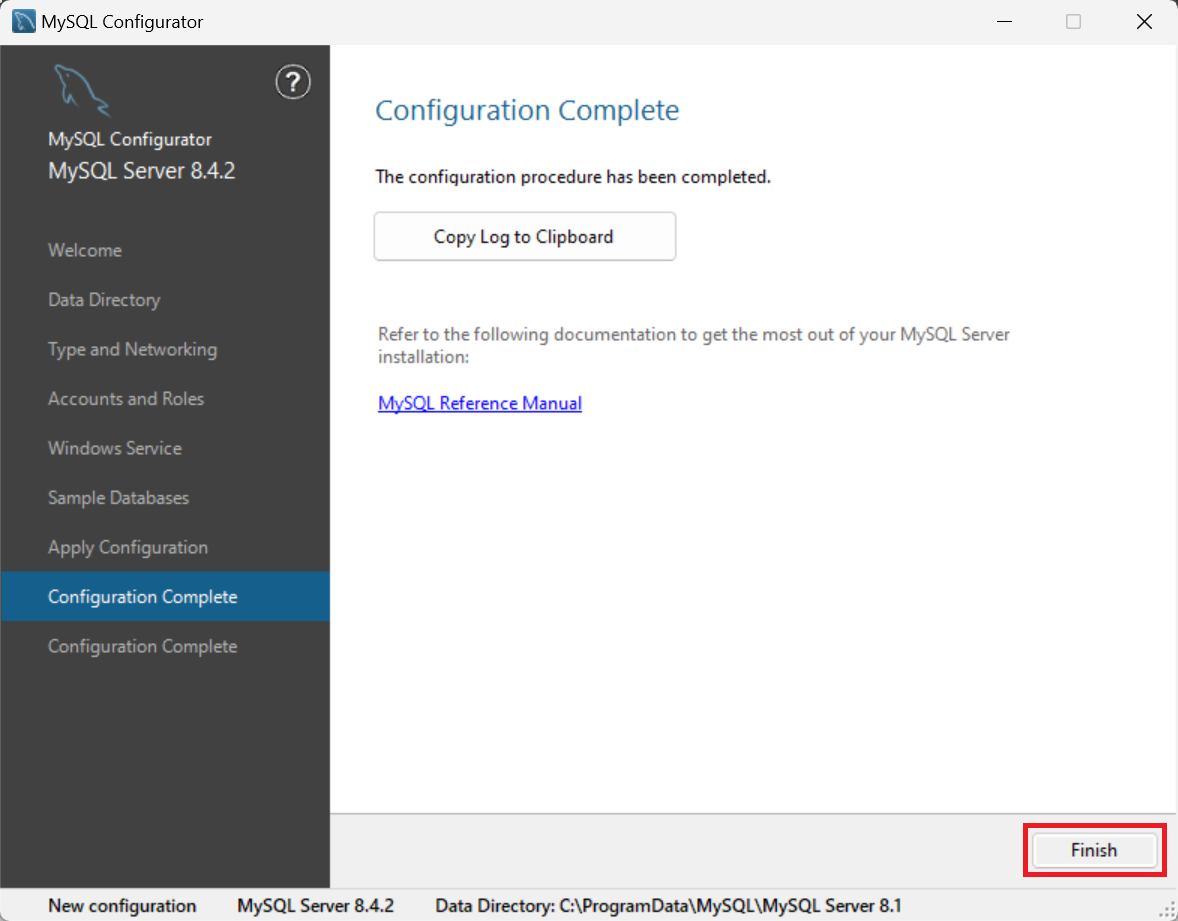 MySQL Configurator
?
MySQL Configurator
MySQL Server 8.4.2
Welcome
Data Directory
Type and Networking
Accounts and Roles
Windows Service
Sample Databases
Apply Configuration
Configuration Complete
Configuration Complete
Configuration Complete
The configuration procedure has been completed.
Copy Log to Clipboard
Refer to the following documentation to get the most out of your MySQL Server
installation:
MySQL Reference Manual
Finish
New configuration MySQL Server 8.4.2 Data Directory: C:\ProgramData\MySQL\MySQL Server 8.1